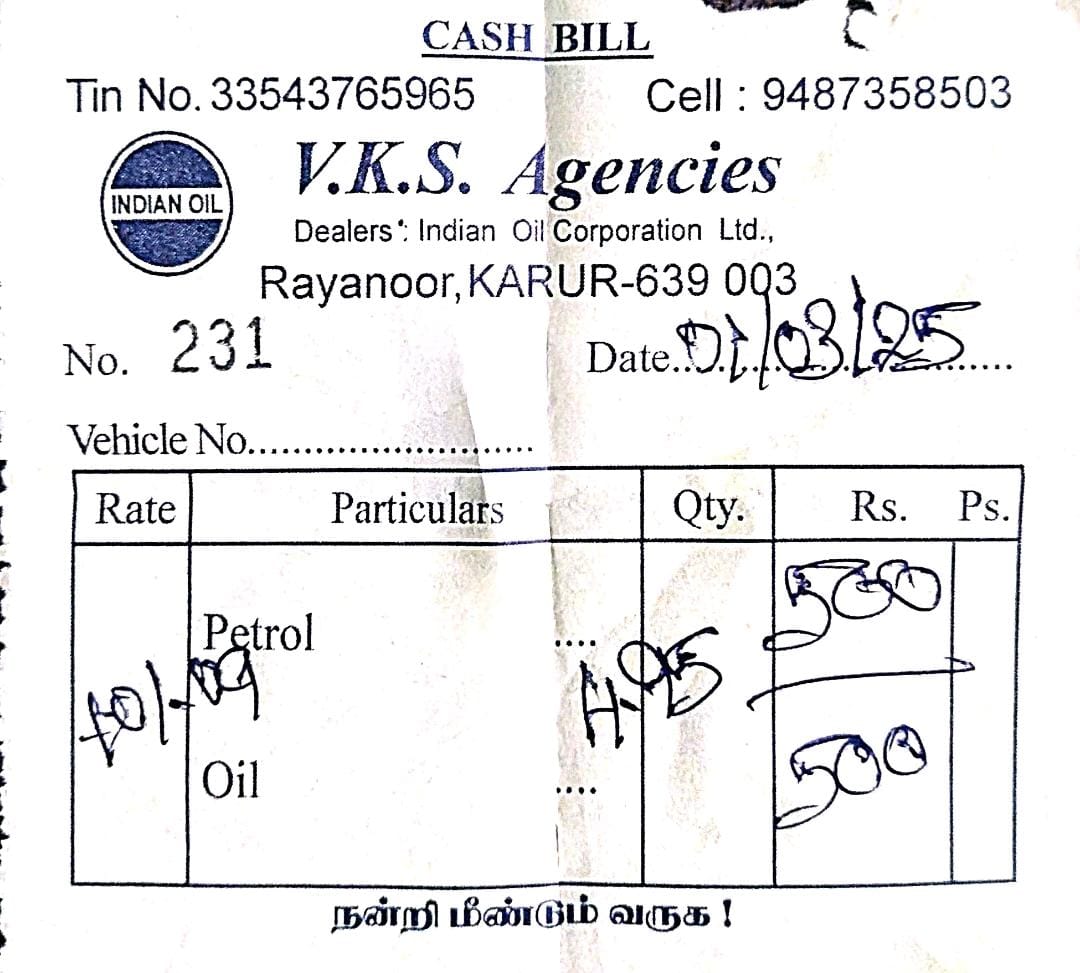 CASH BILL
Tin No. 33543765965 Cell : 9487358503
INDIAN OIL
V.K.S. Agencies
Dealers : Indian Oil Corporation Ltd.,
Rayanoor, KARUR-639 003
No. 231 Date..01/03/25......
Vehicle No............................
Rate Particulars Qty. Rs. Ps.
Petrol .... 500
101.09 4.95
Oil .... 500
நன்றி மீண்டும் வருக !